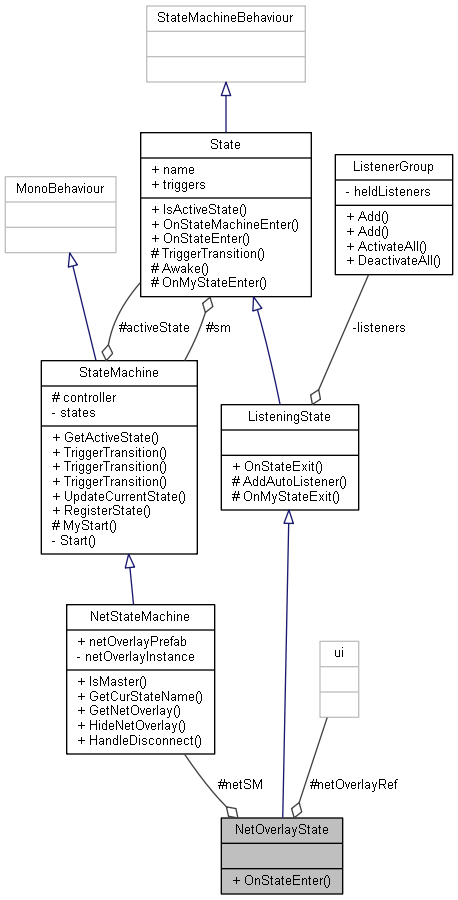 StateMachineBehaviour
State
+ name
+ triggers
+ IsActiveState()
+ OnStateMachineEnter()
+ OnStateEnter()
# TriggerTransition()
# Awake()
# OnMyStateEnter()
ListenerGroup
- heldListeners
+ Add()
+ Add()
+ ActivateAll()
+ DeactivateAll()
MonoBehaviour
#activeState
#sm
-listeners
StateMachine
# controller
- states
+ GetActiveState()
+ TriggerTransition()
+ TriggerTransition()
+ TriggerTransition()
+ UpdateCurrentState()
+ RegisterState()
# MyStart()
- Start()
ListeningState
+ OnStateExit()
# AddAutoListener()
# OnMyStateExit()
NetStateMachine
+ netOverlayPrefab
- netOverlayInstance
+ IsMaster()
+ GetCurStateName()
+ GetNetOverlay()
+ HideNetOverlay()
+ HandleDisconnect()
ui
#netSM
#netOverlayRef
NetOverlayState
+ OnStateEnter()